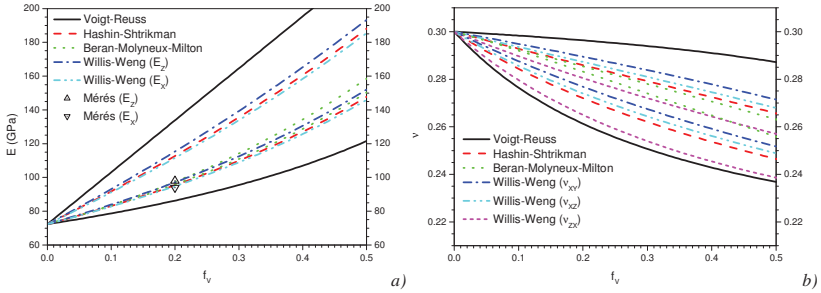 200
180
160
140
120
100
80
60
E (GPa)
Voigt-Reuss
Hashin-Shtrikman
Beran-Molyneux-Milton
Willis-Weng (E_Z)
Willis-Weng (E_X)
Mérés (E_Z)
Mérés (E_X)
200
180
160
140
120
100
80
60
0.0 0.1 0.2 0.3 0.4 0.5
f_v
a)
0.30
0.28
0.26
0.24
0.22
ν
Voigt-Reuss
Hashin-Shtrikman
Beran-Molyneux-Milton
Willis-Weng (ν_XY)
Willis-Weng (ν_XZ)
Willis-Weng (ν_ZX)
0.30
0.28
0.26
0.24
0.22
0.0 0.1 0.2 0.3 0.4 0.5
f_v
b)